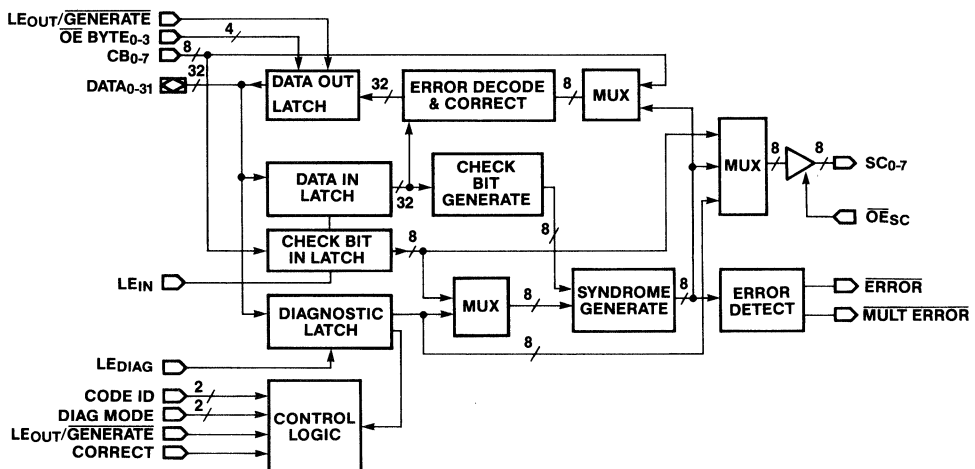 LEOUT/GENERATE
OE BYTE0-3
4
CB0-7
8
DATA0-31
32
DATA OUT
LATCH
32
ERROR DECODE
& CORRECT
8
MUX
MUX
8
8
SC0-7
OESC
DATA IN
LATCH
32
CHECK
BIT
GENERATE
8
CHECK BIT
IN LATCH
8
LEIN
DIAGNOSTIC
LATCH
MUX
8
SYNDROME
GENERATE
8
ERROR
DETECT
ERROR
MULT ERROR
8
LEDIAG
CODE ID
2
DIAG MODE
2
LEOUT/GENERATE
CORRECT
CONTROL
LOGIC